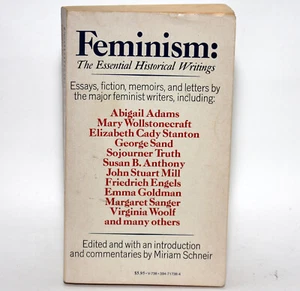 Feminism:
The Essential Historical Writings
Essays, fiction, memoirs, and letters by
the major feminist writers, including:
Abigail Adams
Mary Wollstonecraft
Elizabeth Cady Stanton
George Sand
Sojourner Truth
Susan B. Anthony
John Stuart Mill
Friedrich Engels
Emma Goldman
Margaret Sanger
Virginia Woolf
and many others
Edited and with an introduction
and commentaries by Miriam Schneir